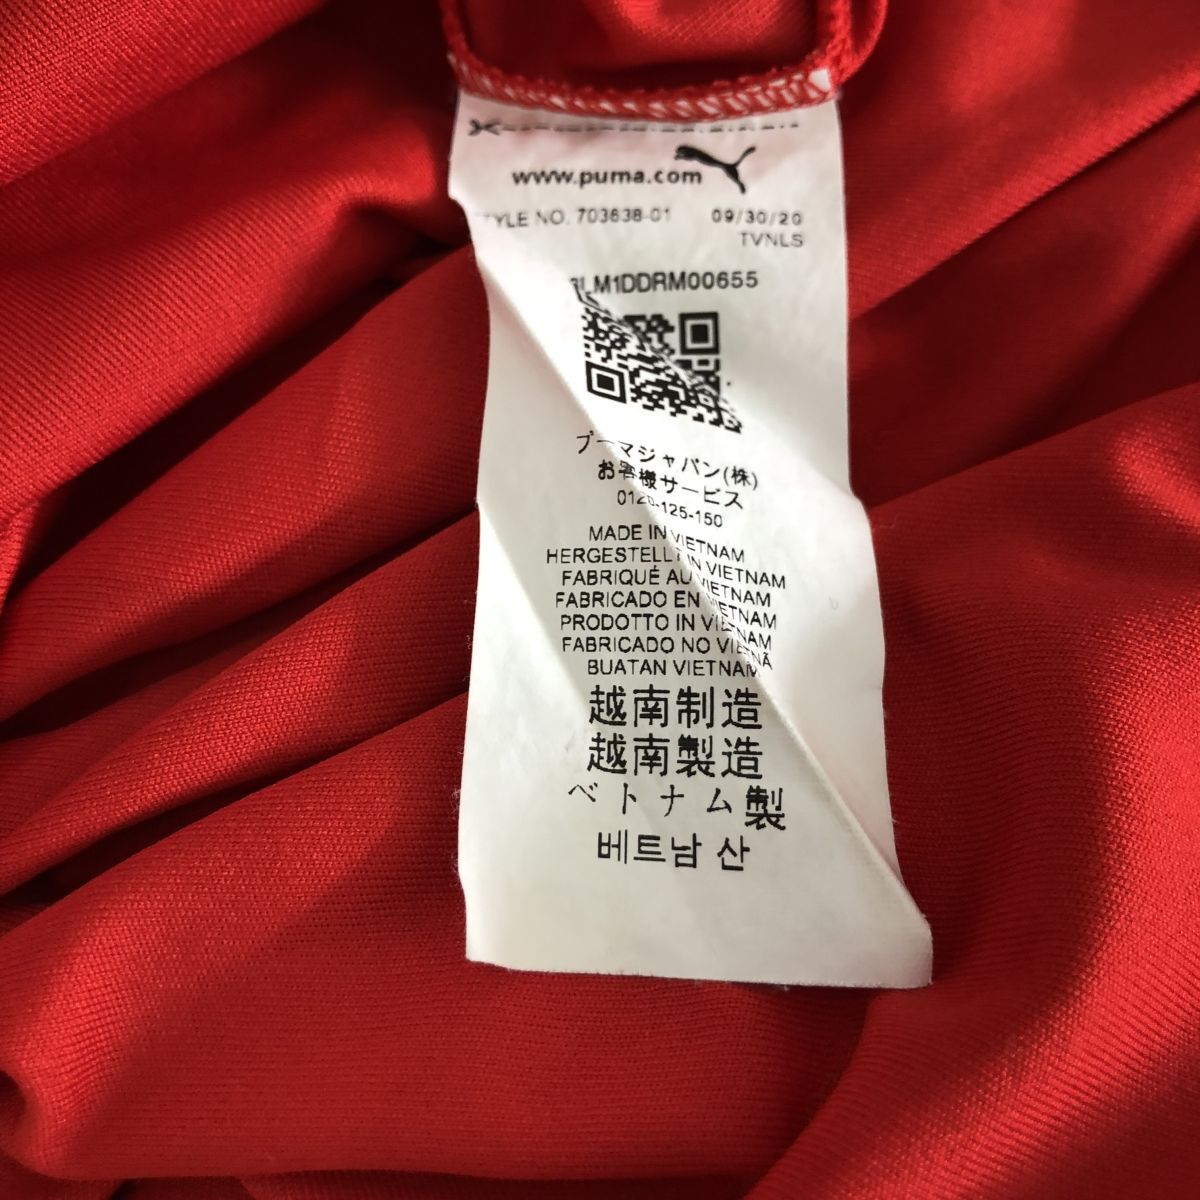 www.puma.com
STYLE NO. 703638-01 09/30/20
TVNLS
LM1DDRM00655
プーマジャパン(株)
お客様サービス
0120-125-150
MADE IN VIETNAM
HERGESTELLT IN VIETNAM
FABRIQUÉ AU VIETNAM
FABRICADO EN VIETNAM
PRODOTTO IN VIETNAM
FABRICADO NO VIETNÃ
BUATAN VIETNAM
越南制造
越南製造
ベトナム製
베트남 산